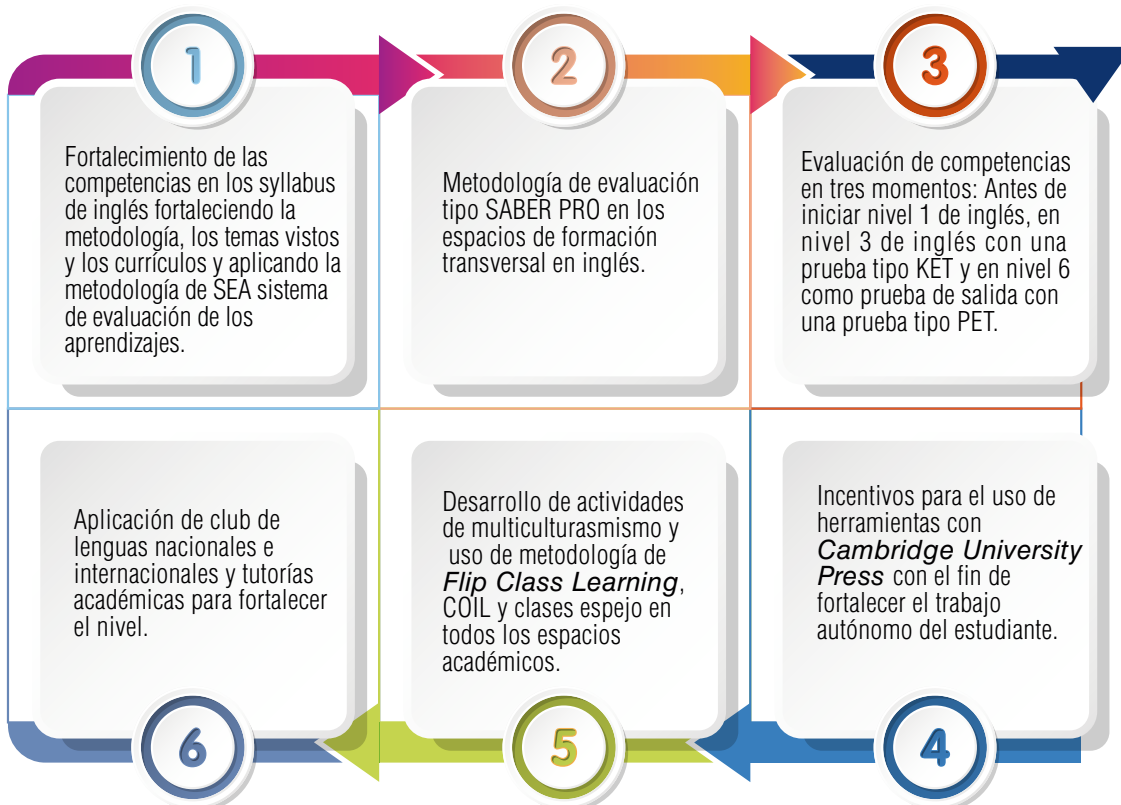 1
Fortalecimiento de las
competencias en los syllabus
de inglés fortaleciendo la
metodología, los temas vistos
y los currículos y aplicando la
metodología de SEA sistema
de evaluación de los
aprendizajes.
2
Metodología de evaluación
tipo SABER PRO en los
espacios de formación
transversal en inglés.
3
Evaluación de competencias
en tres momentos: Antes de
iniciar nivel 1 de inglés, en
nivel 3 de inglés con una
prueba tipo KET y en nivel 6
como prueba de salida con
una prueba tipo PET.
Incentivos para el uso de
herramientas con
Cambridge University
Press con el fin de
fortalecer el trabajo
autónomo del estudiante.
4
Desarrollo de actividades
de multiculturasmismo y
uso de metodología de
Flip Class Learning,
COIL y clases espejo en
todos los espacios
académicos.
5
Aplicación de club de
lenguas nacionales e
internacionales y tutorías
académicas para fortalecer
el nivel.
6